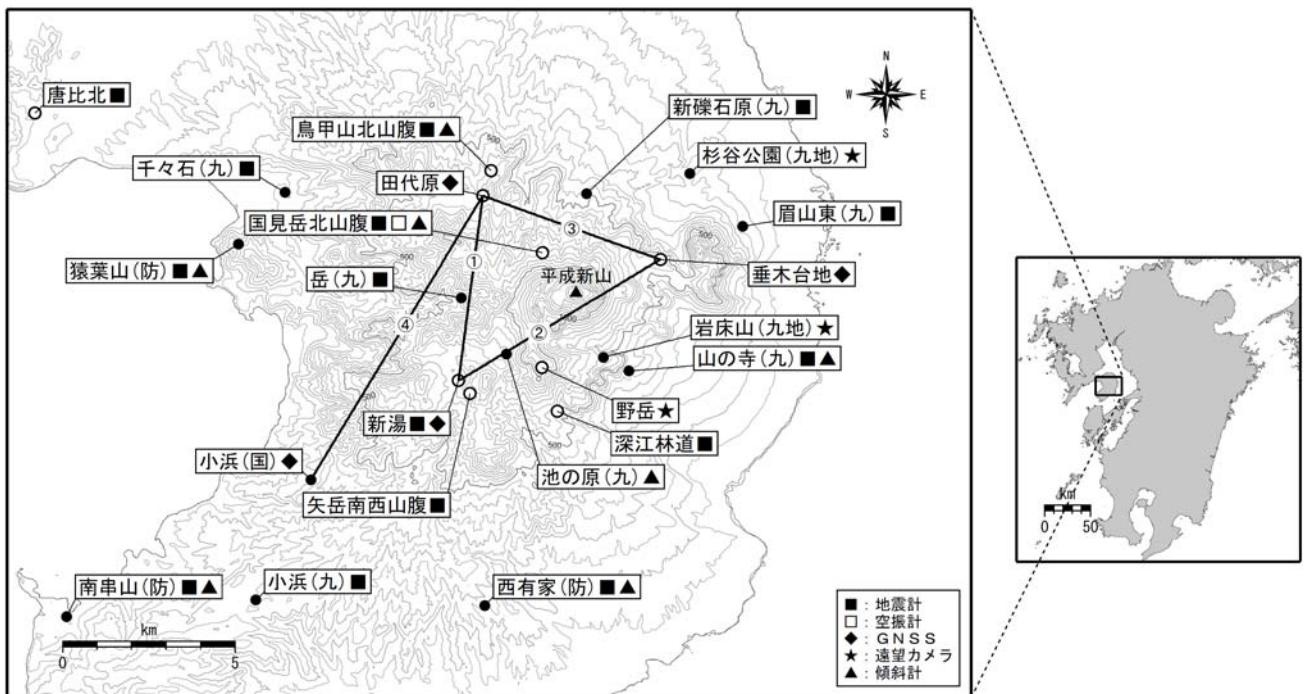 唐比北■
鳥甲山北山腹■▲
新礫石原(九)■
N
W E
S
千々石(九)■
田代原◆
杉谷公園(九地)★
国見岳北山腹■□▲
眉山東(九)■
猿葉山(防)■▲
500
500
500
③
①
平成新山
垂木台地◆
岳(九)■
④
②
500
岩床山(九地)★
山の寺(九)■▲
500
新湯■◆
野岳★
深江林道■
500
小浜(国)◆
池の原(九)▲
矢岳南西山腹■
南串山(防)■▲
小浜(九)■
西有家(防)■▲
km
0 5
■:地震計
□:空振計
◆:GNSS
★:遠望カメラ
▲:傾斜計
km
0 50